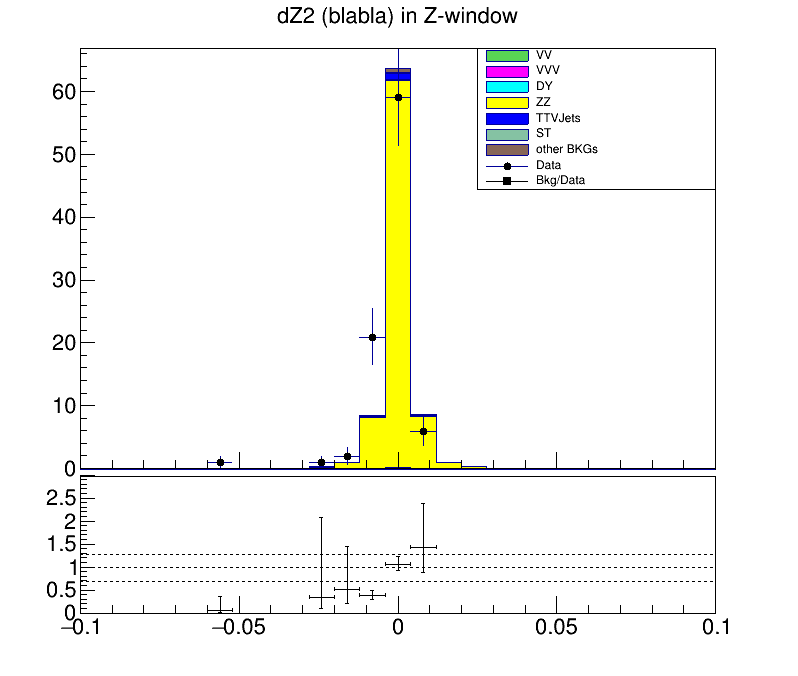 dZ2 (blabla) in Z-window
VV
VVV
DY
ZZ
TTVJets
ST
other BKGs
Data
Bkg/Data
60
50
40
30
20
10
0
2.5
2
1.5
1
0.5
0
−0.1
−0.05
0
0.05
0.1